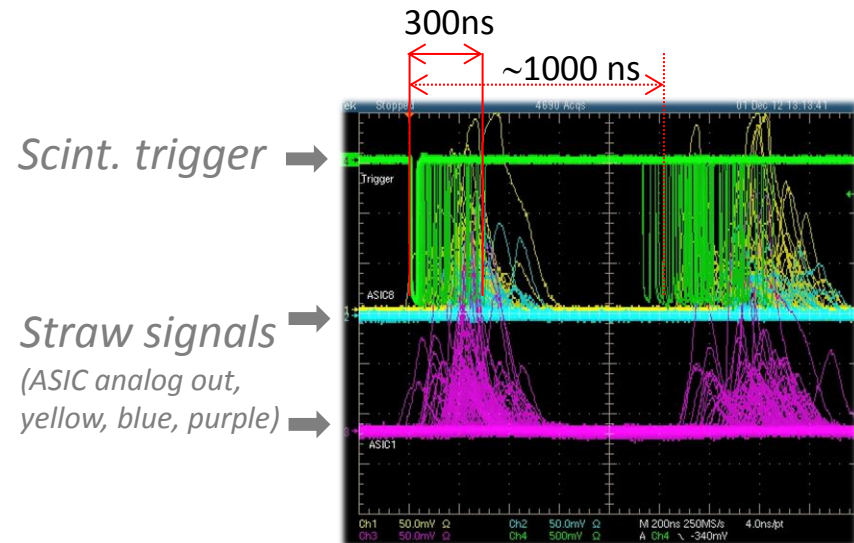 300ns
~1000 ns
Stopped 4690 Acqs 01 Dec 12 13:13:41
Scint. trigger
Trigger
ASIC8
Straw signals
(ASIC analog out,
yellow, blue, purple)
ASIC1
Ch1 50.0mV Ω Ch2 50.0mV Ω M 200ns 250MS/s 4.0ns/pt
Ch3 50.0mV Ω Ch4 500mV Ω A Ch4 \ -340mV